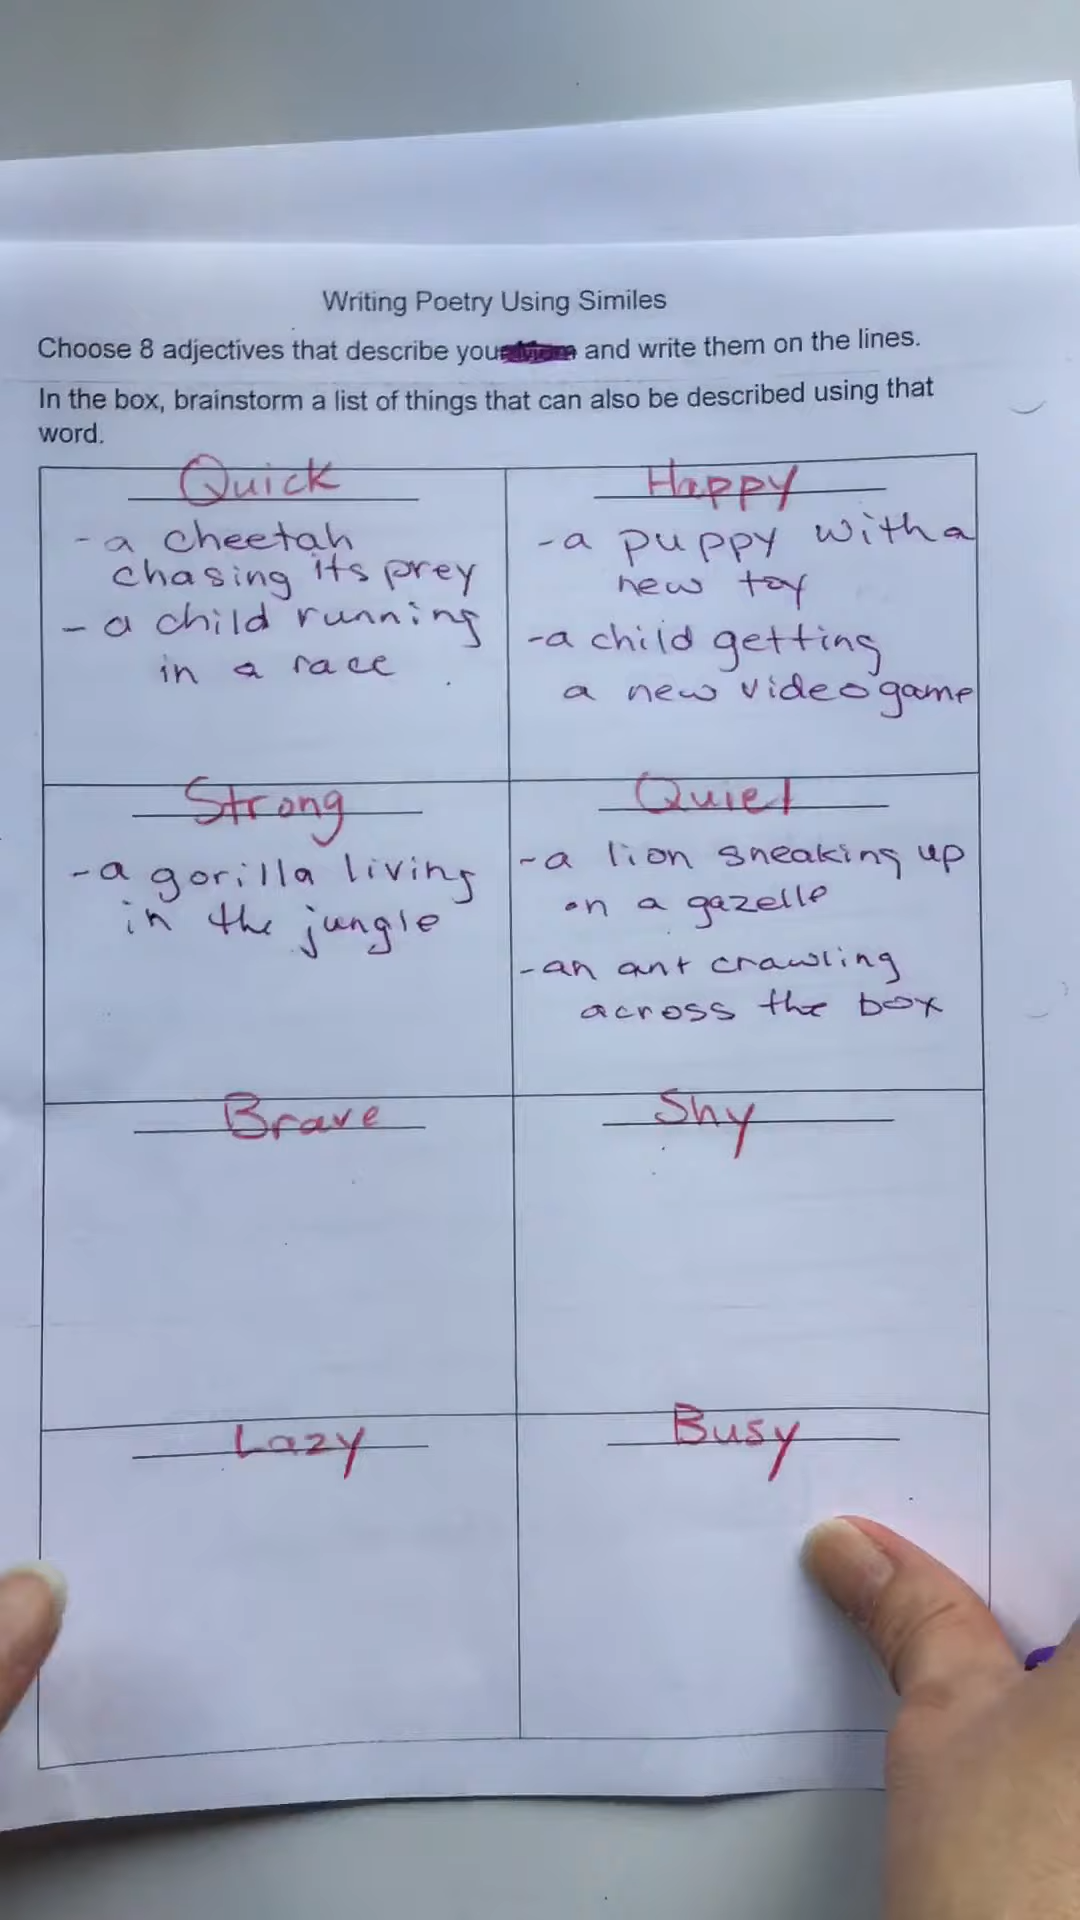 Writing Poetry Using Similes
Choose 8 adjectives that describe your and write them on the lines.
In the box, brainstorm a list of things that can also be described using that
word.
Quick
- a cheetah
chasing its prey
- a child running
in a race
Happy
- a puppy with a
new toy
- a child getting
a new video game
Strong
- a gorilla living
in the jungle
Quiet
- a lion sneaking up
on a gazelle
- an ant crawling
across the box
Brave
Shy
Lazy
Busy